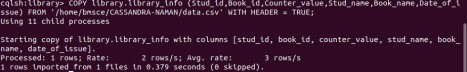 cqlsh:library> COPY library.library_info (Stud_id,Book_id,Counter_value,Stud_name,Book_name,Date_of_i
ssue) FROM '/home/bmsce/CASSANDRA-NAMAN/data.csv' WITH HEADER = TRUE;
Using 11 child processes

Starting copy of library.library_info with columns [stud_id, book_id, counter_value, stud_name, book_
name, date_of_issue].
Processed: 1 rows; Rate:       2 rows/s; Avg. rate:       3 rows/s
1 rows imported from 1 files in 0.379 seconds (0 skipped).